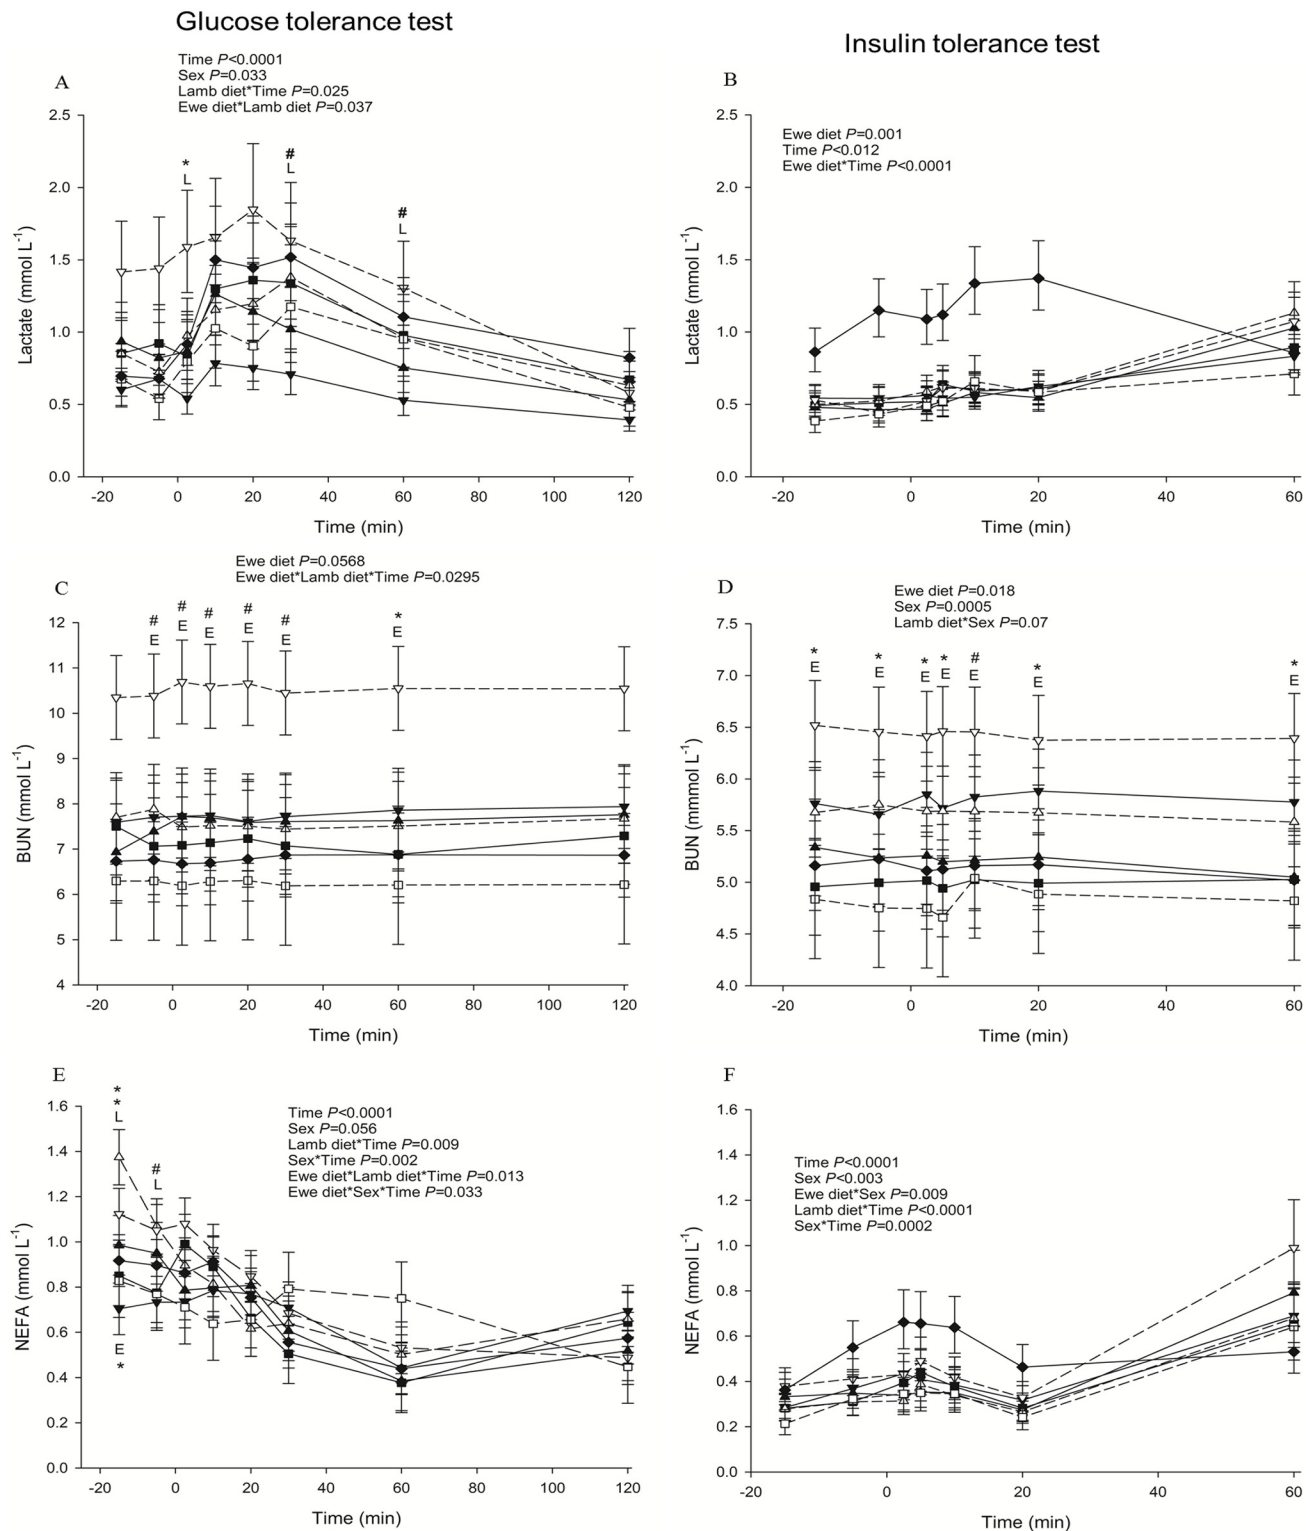 Glucose tolerance test
Insulin tolerance test
A
Time P<0.0001
Sex P=0.033
Lamb diet*Time P=0.025
Ewe diet*Lamb diet P=0.037
2.5
2.0
1.5
1.0
0.5
0.0
Lactate (mmol L-1)
*
L
#
L
#
L
-20 0 20 40 60 80 100 120
Time (min)
B
Ewe diet P=0.001
Time P<0.012
Ewe diet*Time P<0.0001
2.5
2.0
1.5
1.0
0.5
0.0
Lactate (mmol L-1)
-20 0 20 40 60
Time (min)
C
Ewe diet P=0.0568
Ewe diet*Lamb diet*Time P=0.0295
12
11
10
9
8
7
6
5
4
BUN (mmol L-1)
# # # # # *
E E E E E E
-20 0 20 40 60 80 100 120
Time (min)
D
Ewe diet P=0.018
Sex P=0.0005
Lamb diet*Sex P=0.07
7.5
7.0
6.5
6.0
5.5
5.0
4.5
4.0
BUN (mmmol L-1)
* * * * # * *
E E E E E E E
-20 0 20 40 60
Time (min)
E
*
*
L
#
L
Time P<0.0001
Sex P=0.056
Lamb diet*Time P=0.009
Sex*Time P=0.002
Ewe diet*Lamb diet*Time P=0.013
Ewe diet*Sex*Time P=0.033
1.6
1.4
1.2
1.0
0.8
0.6
0.4
0.2
0.0
NEFA (mmol L-1)
E
*
-20 0 20 40 60 80 100 120
Time (min)
F
Time P<0.0001
Sex P<0.003
Ewe diet*Sex P=0.009
Lamb diet*Time P<0.0001
Sex*Time P=0.0002
1.6
1.4
1.2
1.0
0.8
0.6
0.4
0.2
0.0
NEFA (mmol L-1)
-20 0 20 40 60
Time (min)